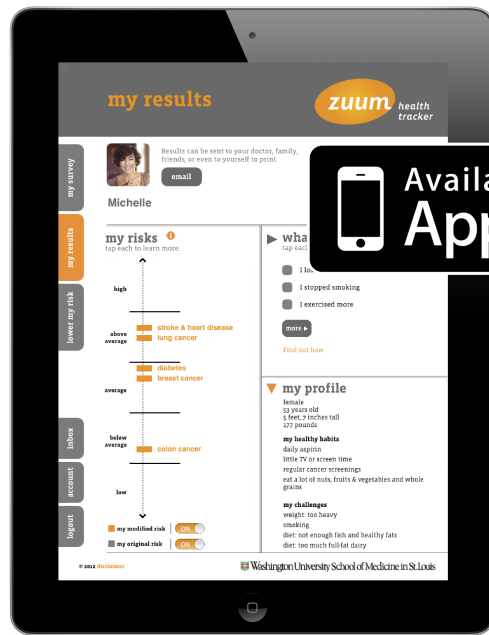 my results
zuum health
tracker
Results can be sent to your doctor, family,
friends, or even to yourself to print.
email
Michelle
my survey
my results
lower my risk
inbox
account
logout
my risks
tap each to learn more
high
above
average
average
below
average
low
stroke & heart disease
lung cancer
diabetes
breast cancer
colon cancer
my modified risk
ON
my original risk
ON
Availa
App
wha
tap eac
I lo
I stopped smoking
I exercised more
more
Find out how
my profile
female
53 years old
5 feet, 7 inches tall
177 pounds
my healthy habits
daily aspirin
little TV or screen time
regular cancer screenings
eat a lot of nuts, fruits & vegetables and whole
grains
my challenges
weight: too heavy
smoking
diet: not enough fish and healthy fats
diet: too much full-fat dairy
© 2012 disclaimer
Washington University School of Medicine in St. Louis